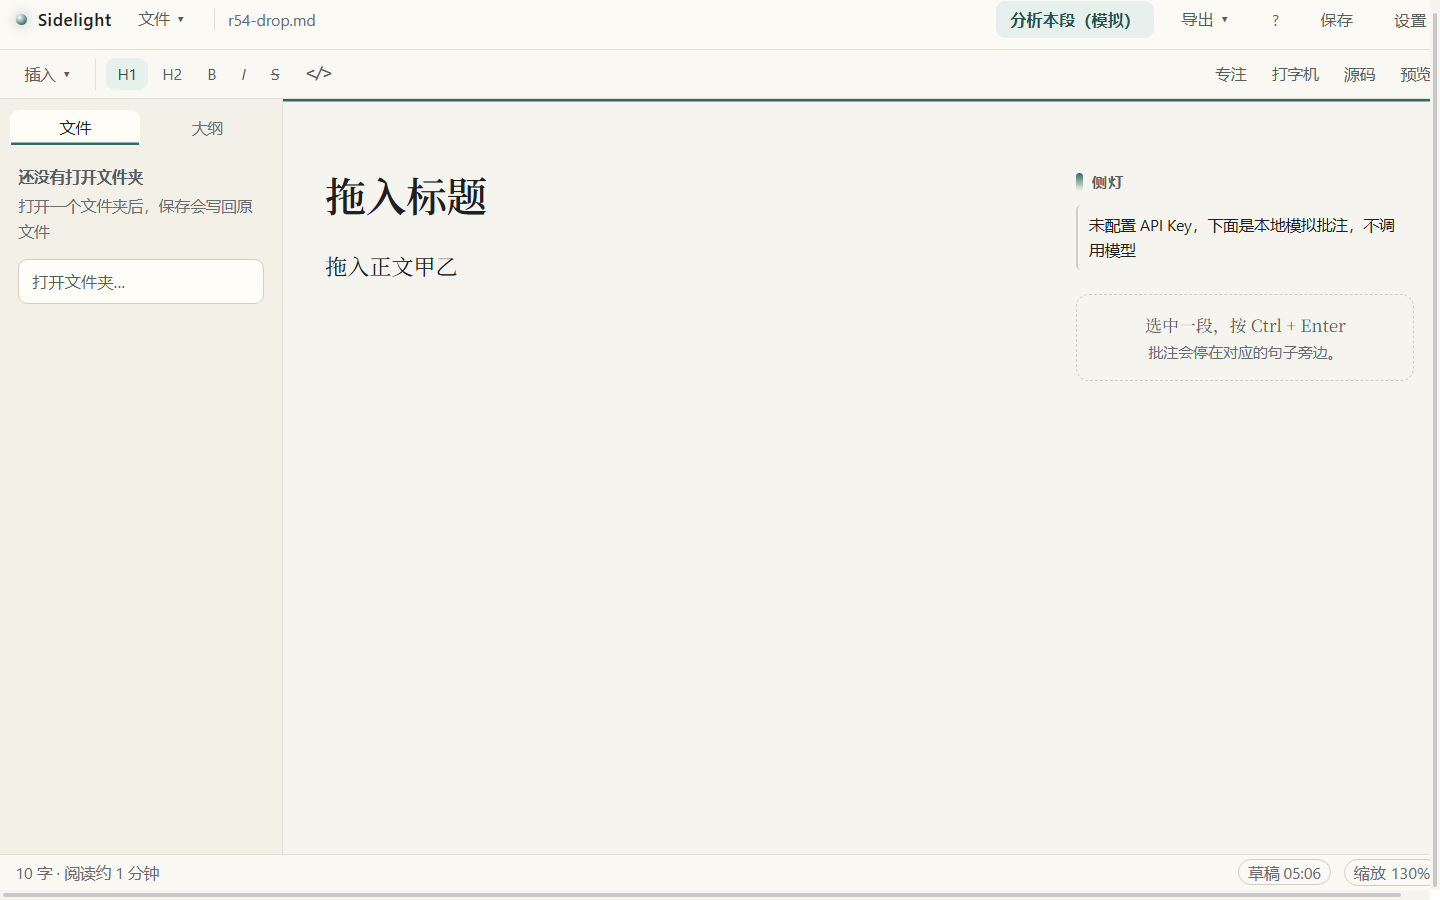 Sidelight 文件 ▼ r54-drop.md 分析本段（模拟） 导出 ▼ ? 保存 设置
插入 ▼ H1 H2 B I S </> 专注 打字机 源码 预览
文件 大纲
还没有打开文件夹
打开一个文件夹后，保存会写回原
文件
打开文件夹...
拖入标题
拖入正文甲乙
侧灯
未配置 API Key，下面是本地模拟批注，不调
用模型
选中一段，按 Ctrl + Enter
批注会停在对应的句子旁边。
10 字 · 阅读约 1 分钟 草稿 05:06 缩放 130%